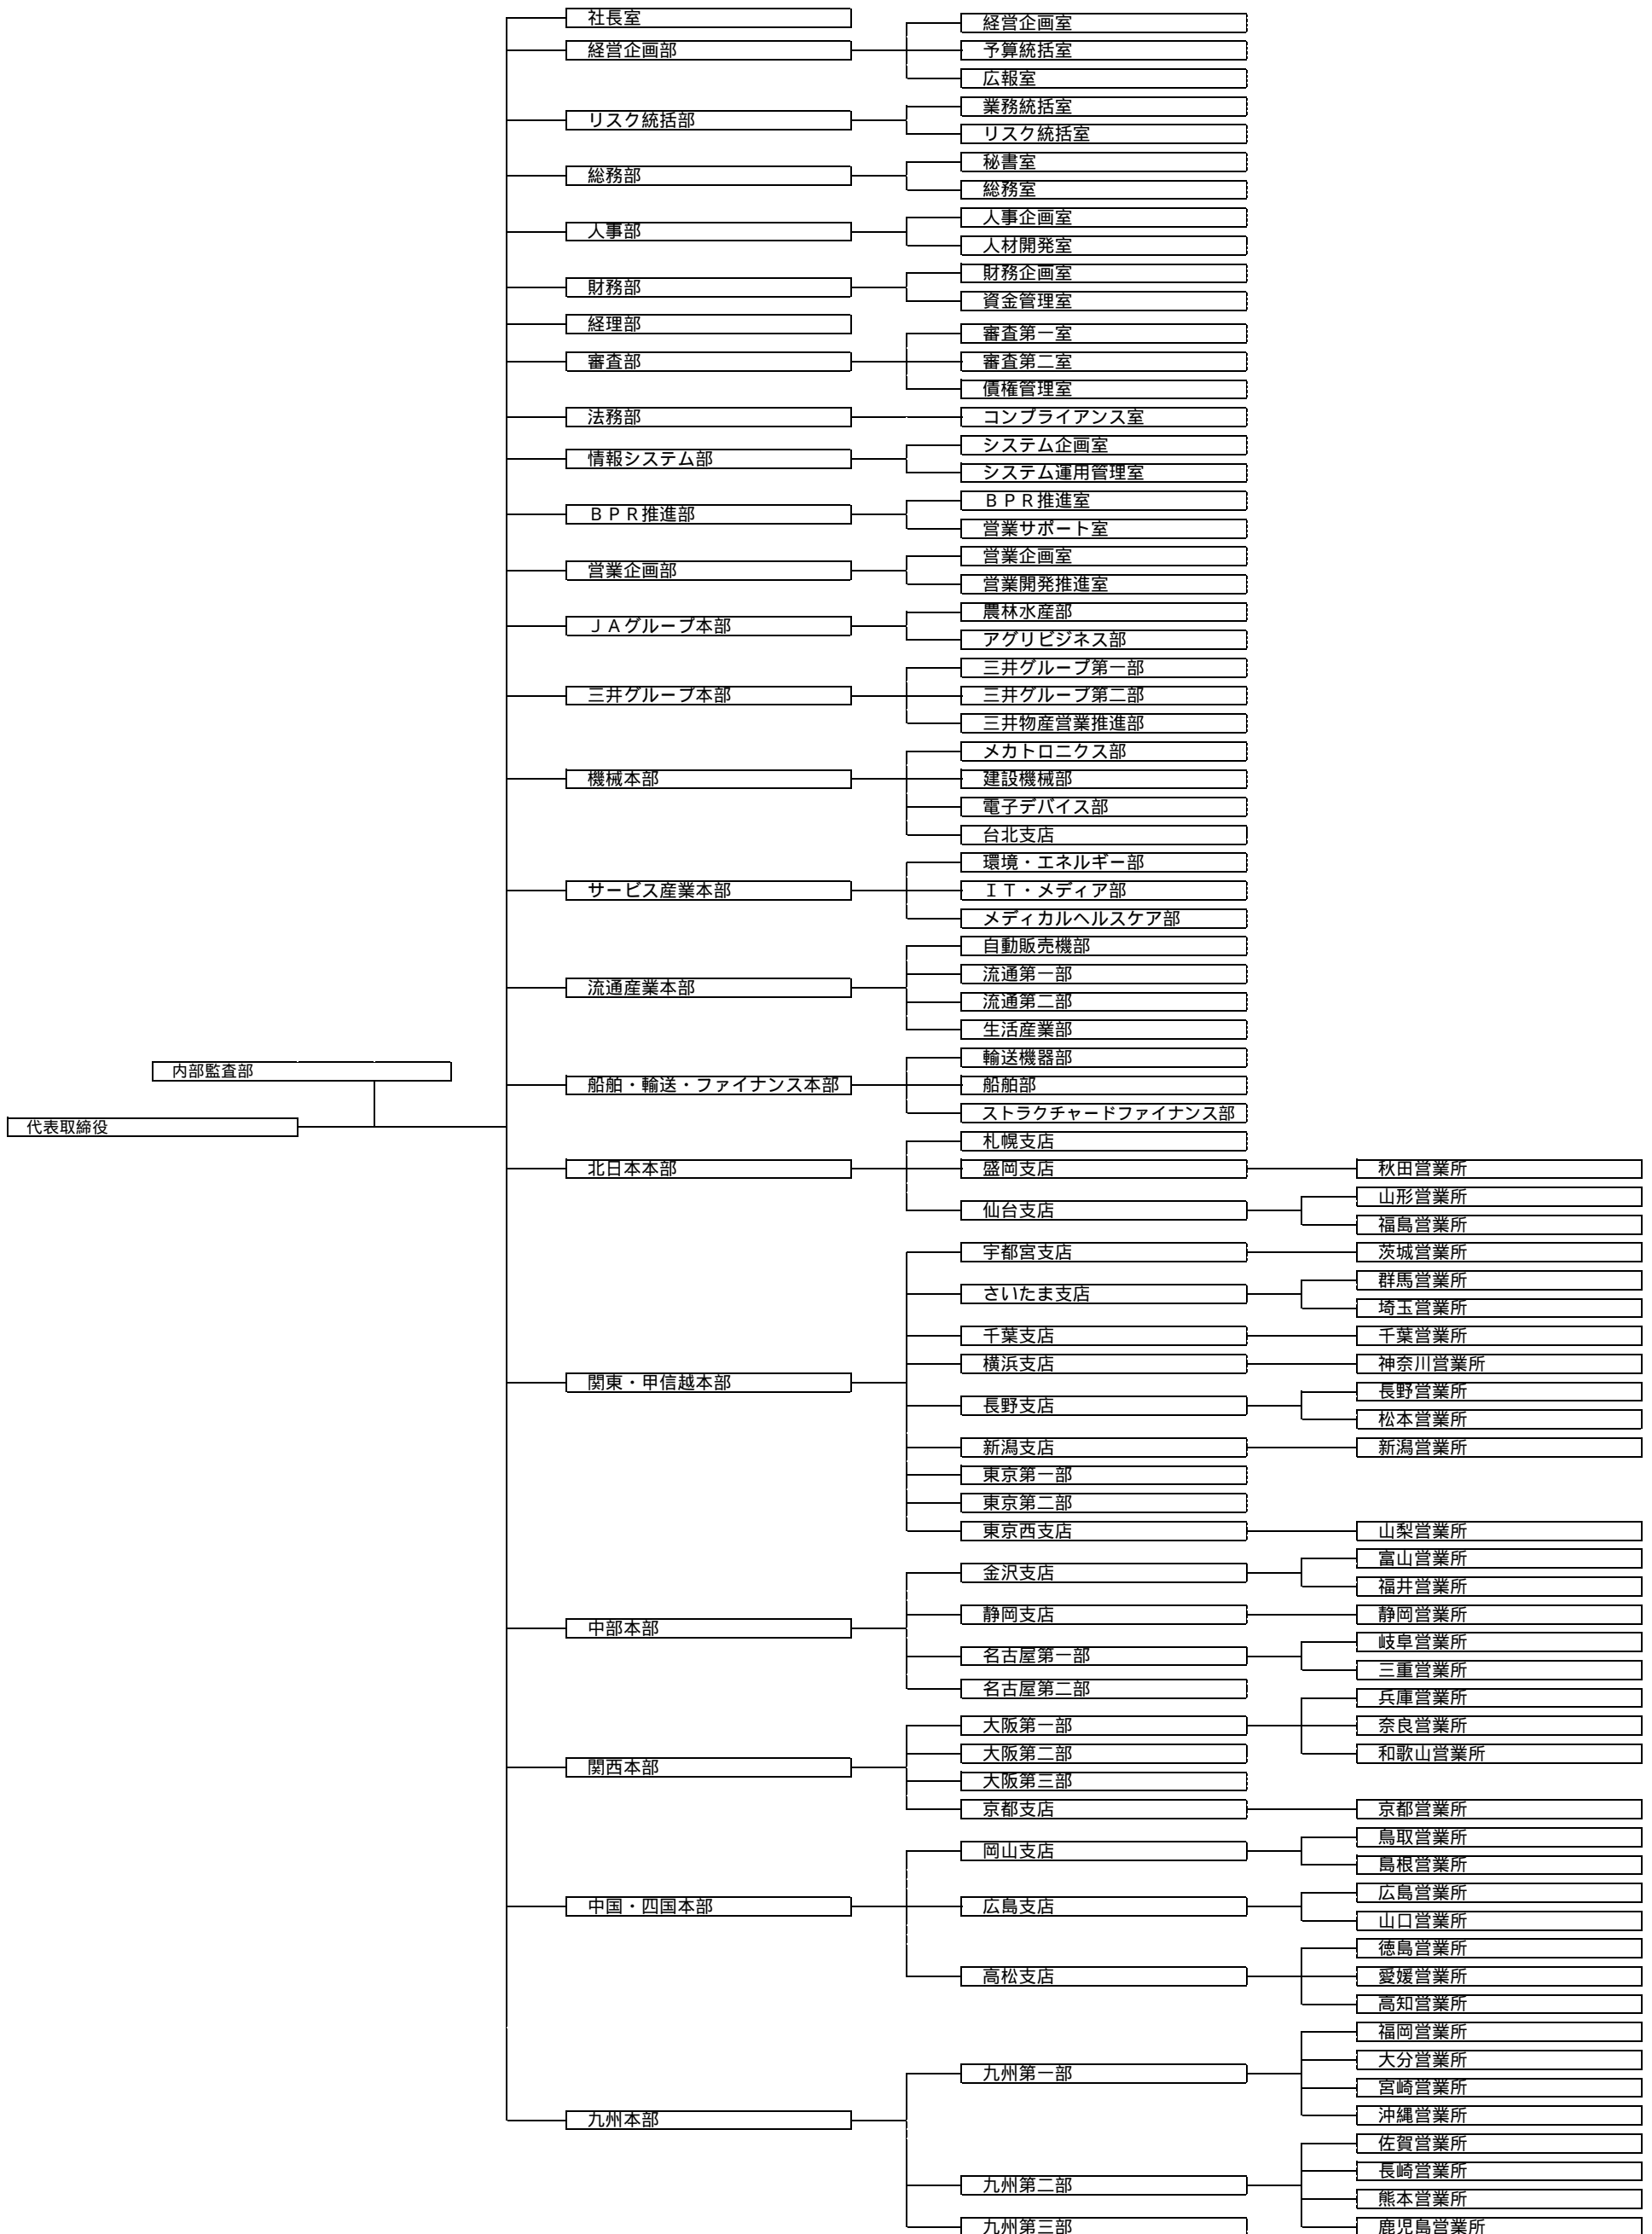 社長室
経営企画部
経営企画室
予算統括室
広報室
リスク統括部
業務統括室
リスク統括室
総務部
秘書室
総務室
人事部
人事企画室
人材開発室
財務部
財務企画室
資金管理室
経理部
審査部
審査第一室
審査第二室
債権管理室
法務部
コンプライアンス室
情報システム部
システム企画室
システム運用管理室
ＢＰＲ推進部
ＢＰＲ推進室
営業サポート室
営業企画部
営業企画室
営業開発推進室
ＪＡグループ本部
農林水産部
アグリビジネス部
三井グループ本部
三井グループ第一部
三井グループ第二部
三井物産営業推進部
機械本部
メカトロニクス部
建設機械部
電子デバイス部
台北支店
サービス産業本部
環境・エネルギー部
ＩＴ・メディア部
メディカルヘルスケア部
流通産業本部
自動販売機部
流通第一部
流通第二部
生活産業部
内部監査部
代表取締役
船舶・輸送・ファイナンス本部
輸送機器部
船舶部
ストラクチャードファイナンス部
北日本本部
札幌支店
盛岡支店
秋田営業所
仙台支店
山形営業所
福島営業所
関東・甲信越本部
宇都宮支店
茨城営業所
さいたま支店
群馬営業所
埼玉営業所
千葉支店
千葉営業所
横浜支店
神奈川営業所
長野支店
長野営業所
松本営業所
新潟支店
新潟営業所
東京第一部
東京第二部
東京西支店
山梨営業所
中部本部
金沢支店
富山営業所
福井営業所
静岡支店
静岡営業所
名古屋第一部
岐阜営業所
三重営業所
名古屋第二部
関西本部
大阪第一部
兵庫営業所
奈良営業所
和歌山営業所
大阪第二部
大阪第三部
京都支店
京都営業所
中国・四国本部
岡山支店
鳥取営業所
島根営業所
広島支店
広島営業所
山口営業所
高松支店
徳島営業所
愛媛営業所
高知営業所
九州本部
九州第一部
福岡営業所
大分営業所
宮崎営業所
沖縄営業所
九州第二部
佐賀営業所
長崎営業所
熊本営業所
鹿児島営業所
九州第三部